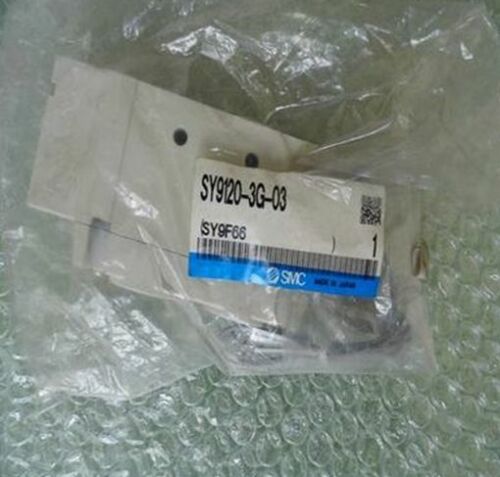 SY9120-3G-03
(SY9F66 ) 1
SMC MADE IN JAPAN